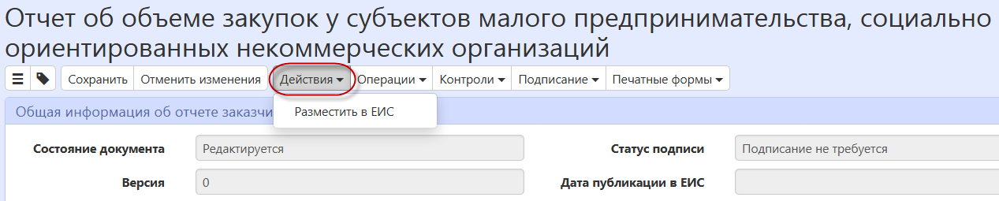 Отчет об объеме закупок у субъектов малого предпринимательства, социально
ориентированных некоммерческих организаций
Сохранить Отменить изменения Действия Операции Контроли Подписание Печатные формы
Общая информация об отчете заказчи
Разместить в ЕИС
Состояние документа Редактируется Статус подписи Подписание не требуется
Версия 0 Дата публикации в ЕИС